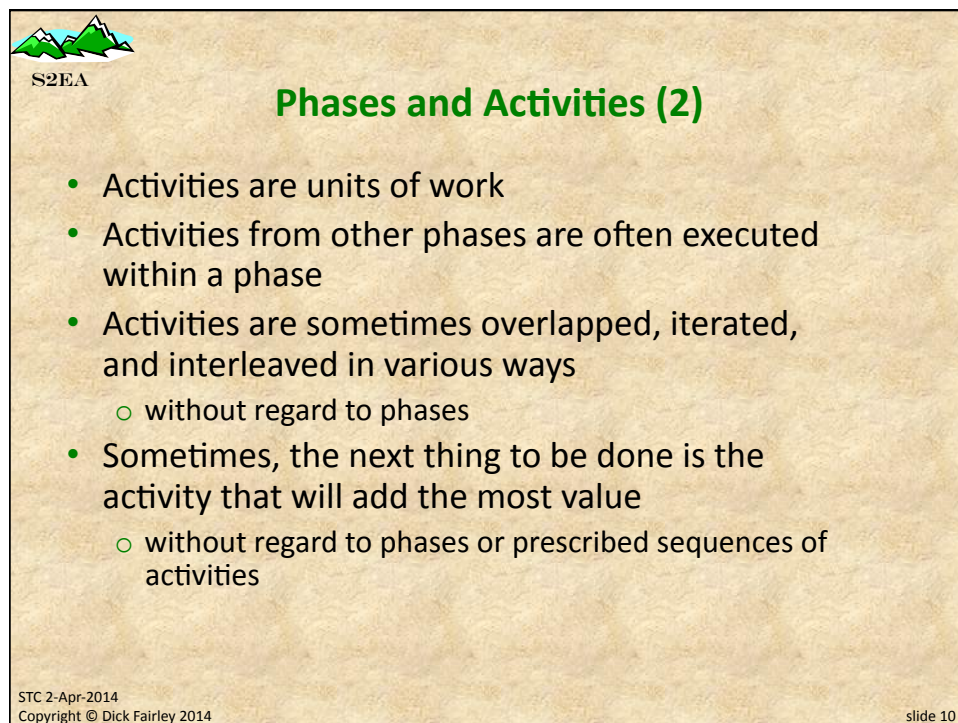 S2EA
Phases and Activities (2)
• Activities are units of work
• Activities from other phases are often executed
within a phase
• Activities are sometimes overlapped, iterated,
and interleaved in various ways
o without regard to phases
• Sometimes, the next thing to be done is the
activity that will add the most value
o without regard to phases or prescribed sequences of
activities
STC 2-Apr-2014
Copyright © Dick Fairley 2014
slide 10